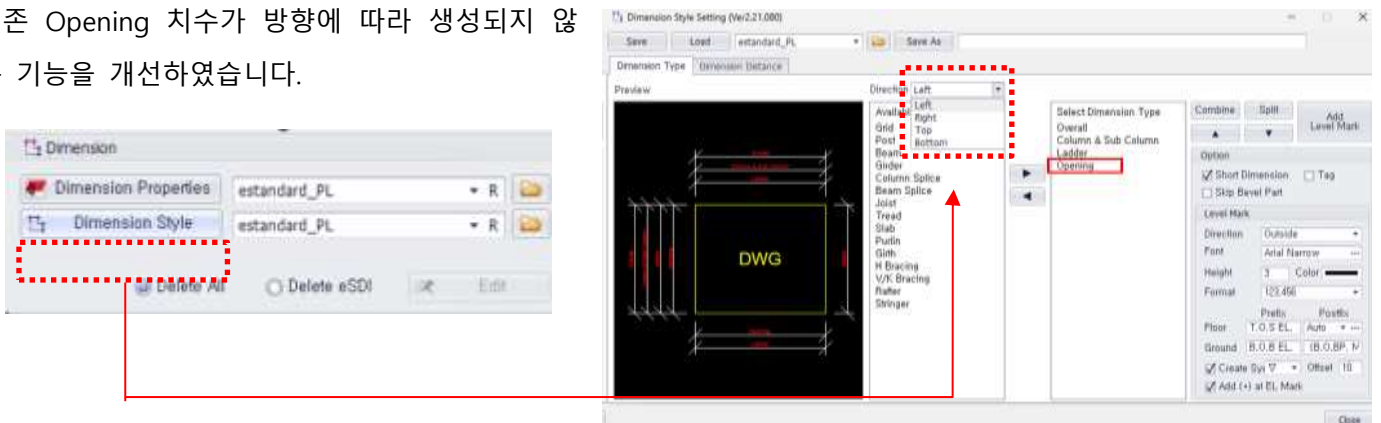 존 Opening 치수가 방향에 따라 생성되지 않
기능을 개선하였습니다.
Dimension
Dimension Properties estandard_PL R
Dimension Style estandard_PL R
Delete All Delete eSDI Edit
Dimension Style Setting (Ver2.21.080)
Save Load estandard_PL Save As
Dimension Type Dimension Distance
Preview
DWG
Direction Left
Left
Right
Top
Bottom
Grid
Post
Beam
Girder
Column Splice
Beam Splice
Joist
Tread
Slab
Purlin
Girth
H Bracing
V/K Bracing
Rafter
Stringer
Select Dimension Type
Overall
Column & Sub Column
Ladder
Opening
Combine Split Add Level Mark
▲ ▼
Option
Short Dimension Tag
Skip Bevel Part
Level Mark
Direction Outside
Font Arial Narrow ...
Height 3 Color
Format 123.456
Prefix Postfix
Floor T.O.S EL. Auto ...
Ground B.O.B EL. (B.O.BP.
Create Offset 10
Add (+) at EL Mark
Close